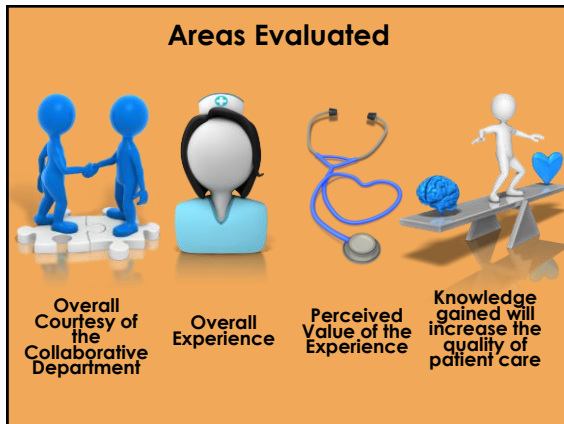 Areas Evaluated
Overall
Courtesy of
the
Collaborative
Department
Overall
Experience
Perceived
Value of the
Experience
Knowledge
gained will
increase the
quality of
patient care